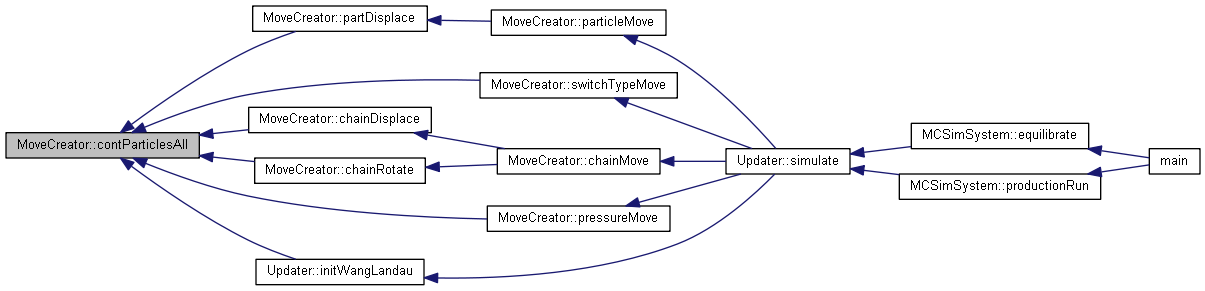 MoveCreator::partDisplace
MoveCreator::particleMove
MoveCreator::switchTypeMove
MoveCreator::chainDisplace
MoveCreator::contParticlesAll
MoveCreator::chainRotate
MoveCreator::chainMove
Updater::simulate
MCSimSystem::equilibrate
main
MCSimSystem::productionRun
MoveCreator::pressureMove
Updater::initWangLandau